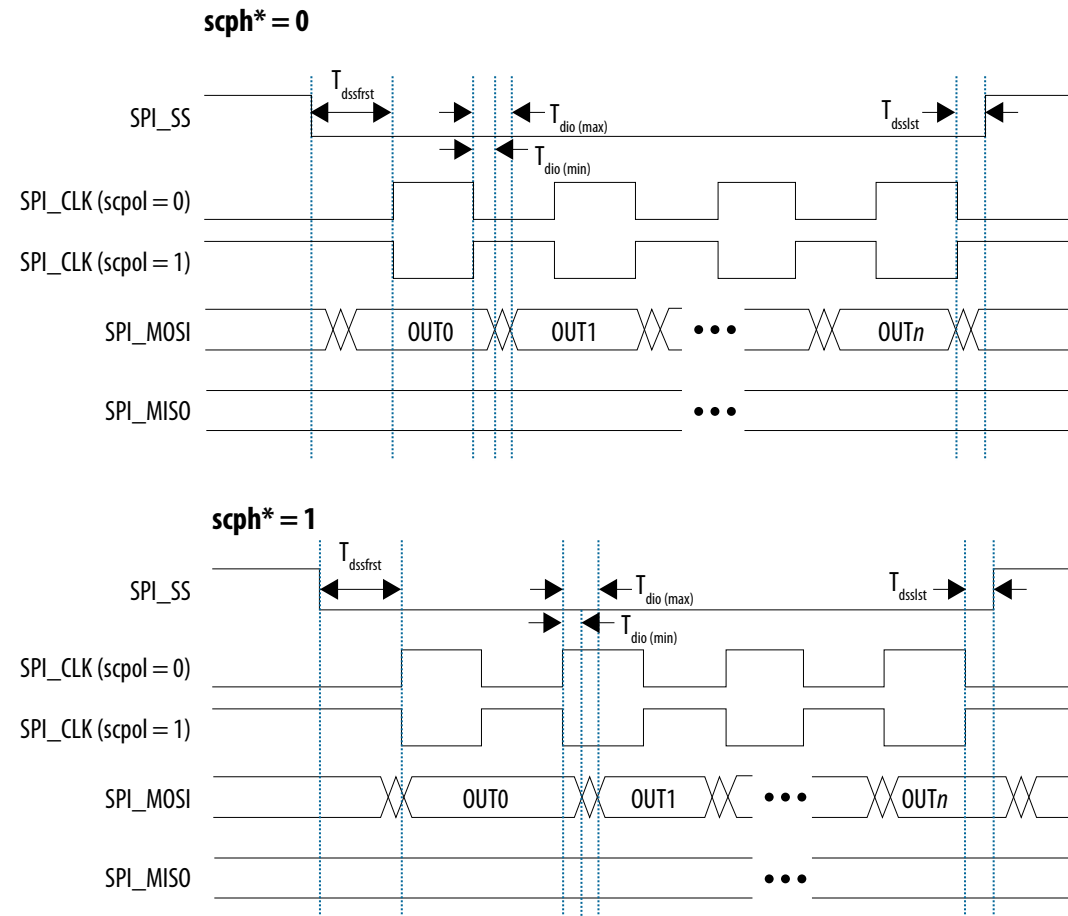 scph* = 0
T dssfrst
SPI_SS
T dio (max)
T dsslst
T dio (min)
SPI_CLK (scpol = 0)
SPI_CLK (scpol = 1)
SPI_MOSI
OUT0
OUT1
•••
OUTn
SPI_MISO
•••
scph* = 1
T dssfrst
SPI_SS
T dio (max)
T dsslst
T dio (min)
SPI_CLK (scpol = 0)
SPI_CLK (scpol = 1)
SPI_MOSI
OUT0
OUT1
•••
OUTn
SPI_MISO
•••